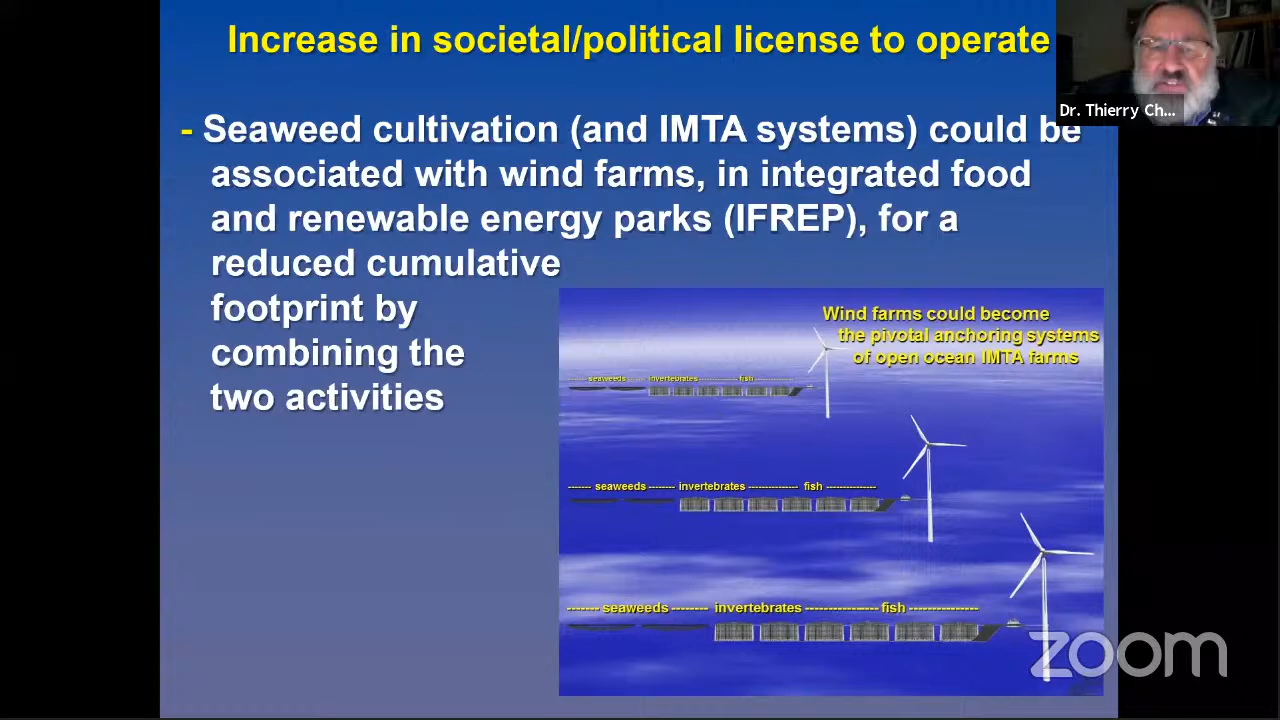 Increase in societal/political license to operate
Dr. Thierry Ch...
- Seaweed cultivation (and IMTA systems) could be
associated with wind farms, in integrated food
and renewable energy parks (IFREP), for a
reduced cumulative
footprint by
combining the
two activities
Wind farms could become
the pivotal anchoring systems
of open ocean IMTA farms
------ seaweeds ------ invertebrates -------------- fish -------------
------- seaweeds -------- invertebrates --------------- fish ---------------
------- seaweeds -------- invertebrates ---------------- fish ---------------
zoom